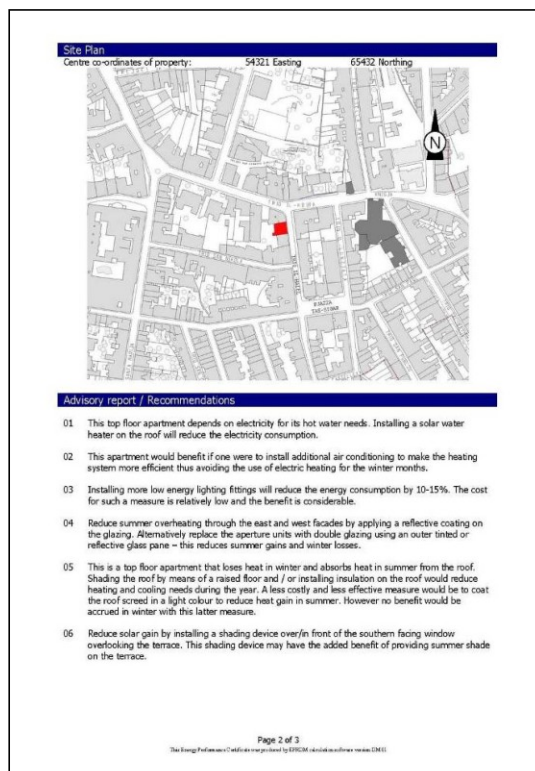 Site Plan
Centre co-ordinates of property: 54321 Easting 65432 Northing
N
PJAZZA
Advisory report / Recommendations
01 This top floor apartment depends on electricity for its hot water needs. Installing a solar water
heater on the roof will reduce the electricity consumption.
02 This apartment would benefit if one were to install additional air conditioning to make the heating
system more efficient thus avoiding the use of electric heating for the winter months.
03 Installing more low energy lighting fittings will reduce the energy consumption by 10-15%. The cost
for such a measure is relatively low and the benefit is considerable.
04 Reduce summer overheating through the east and west facades by applying a reflective coating on
the glazing. Alternatively replace the aperture units with double glazing using an outer tinted or
reflective glass pane – this reduces summer gains and winter losses.
05 This is a top floor apartment that loses heat in winter and absorbs heat in summer from the roof.
Shading the roof by means of a raised floor and / or installing insulation on the roof would reduce
heating and cooling needs during the year. A less costly and less effective measure would be to coat
the roof screed in a light colour to reduce heat gain in summer. However no benefit would be
accrued in winter with this latter measure.
06 Reduce solar gain by installing a shading device over/in front of the southern facing window
overlooking the terrace. This shading device may have the added benefit of providing summer shade
on the terrace.
Page 2 of 3
This Energy Performance Certificate was produced by calculation software version